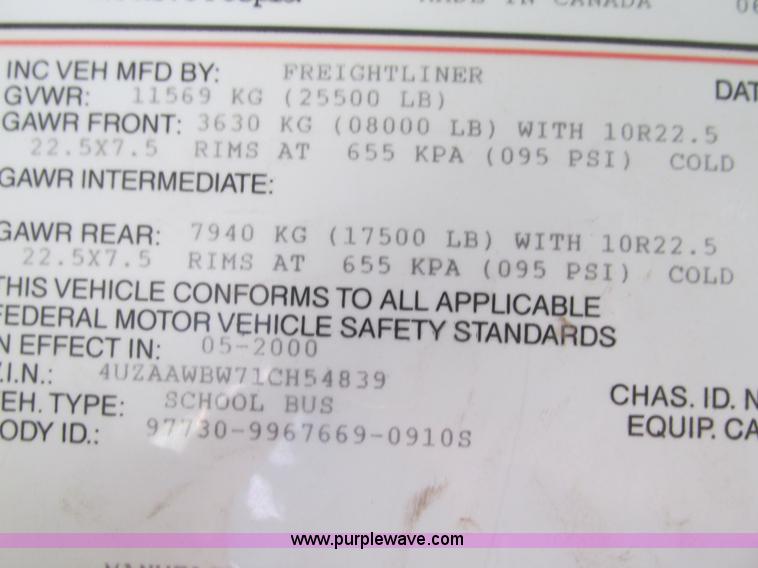 MADE IN CANADA
INC VEH MFD BY: FREIGHTLINER DAT
GVWR: 11569 KG (25500 LB)
GAWR FRONT: 3630 KG (08000 LB) WITH 10R22.5
22.5X7.5 RIMS AT 655 KPA (095 PSI) COLD
GAWR INTERMEDIATE:
GAWR REAR: 7940 KG (17500 LB) WITH 10R22.5
22.5X7.5 RIMS AT 655 KPA (095 PSI) COLD
THIS VEHICLE CONFORMS TO ALL APPLICABLE
FEDERAL MOTOR VEHICLE SAFETY STANDARDS
N EFFECT IN: 05-2000
.I.N.: 4UZAAWBW71CH54839
EH. TYPE: SCHOOL BUS CHAS. ID. N
ODY ID.: 97730-9967669-0910S EQUIP. CA
www.purplewave.com